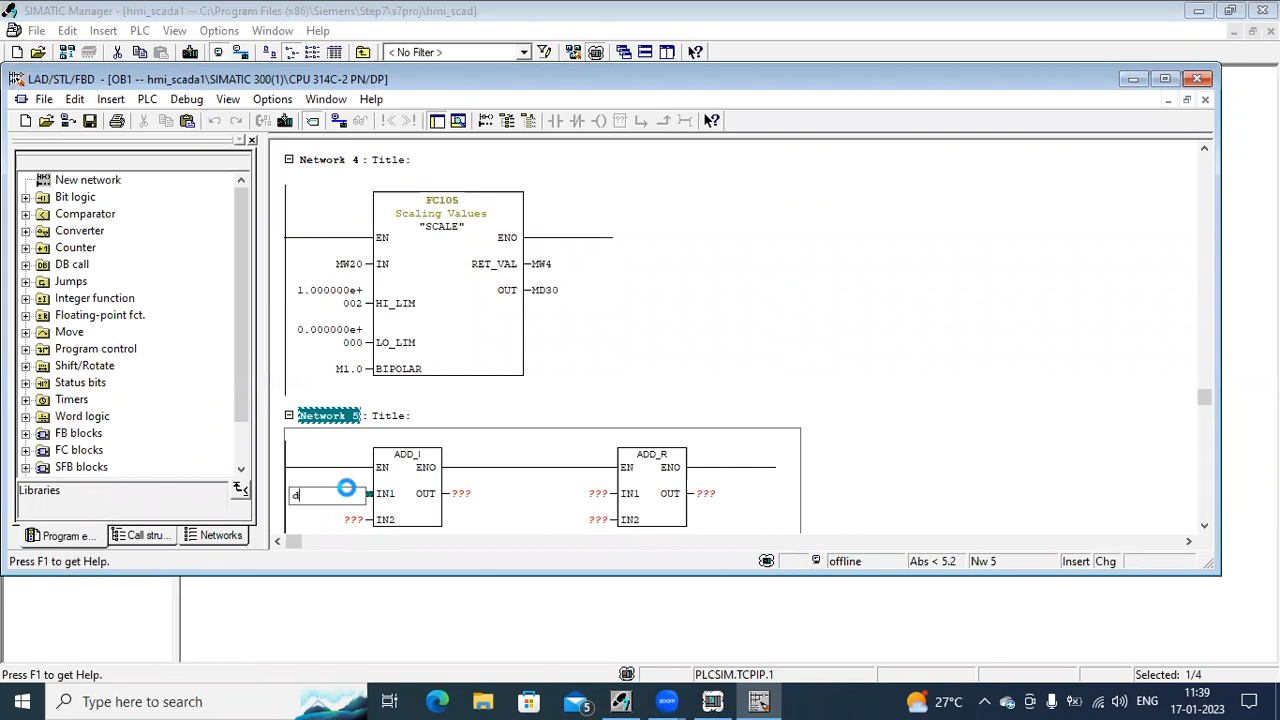 SIMATIC Manager - [hmi_scada1 -- C:\Program Files (x86)\Siemens\Step7\s7proj\hmi_scad]
File Edit Insert PLC View Options Window Help
< No Filter >
LAD/STL/FBD - [OB1 -- hmi_scada1\SIMATIC 300(1)\CPU 314C-2 PN/DP]
File Edit Insert PLC Debug View Options Window Help
New network
Bit logic
Comparator
Converter
Counter
DB call
Jumps
Integer function
Floating-point fct.
Move
Program control
Shift/Rotate
Status bits
Timers
Word logic
FB blocks
FC blocks
SFB blocks
Libraries
Program e... Call stru... Networks
Network 4 : Title:
FC105
Scaling Values
"SCALE"
EN ENO
MW20 IN RET_VAL MW4
1.000000e+ OUT MD30
002 HI_LIM
0.000000e+
000 LO_LIM
M1.0 BIPOLAR
Network 5 : Title:
ADD_I ADD_R
EN ENO EN ENO
d IN1 OUT ??? ??? IN1 OUT ???
??? IN2 ??? IN2
Press F1 to get Help. offline Abs < 5.2 Nw 5 Insert Chg
Press F1 to get Help. PLCSIM.TCPIP.1 Selected: 1/4
Type here to search 5 zoom 27°C ENG 11:39
17-01-2023